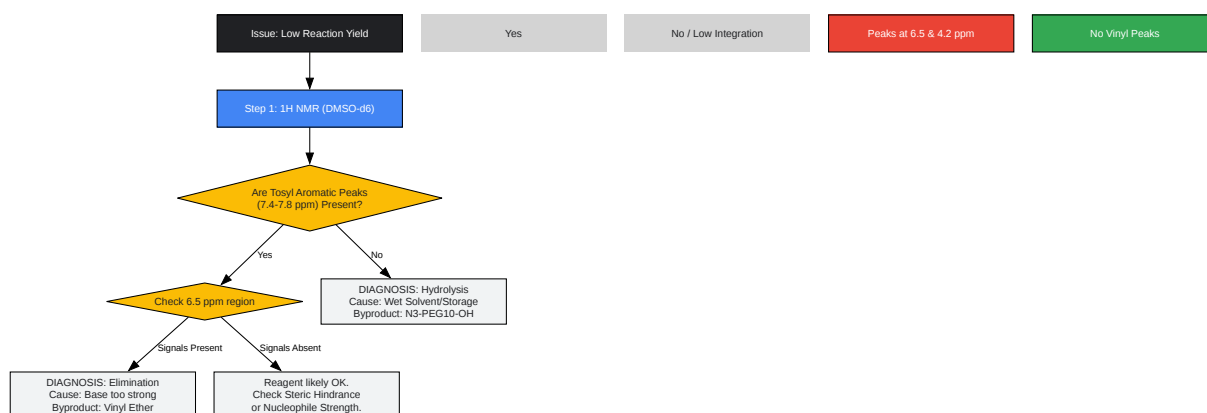 Issue: Low Reaction Yield
Yes
No / Low Integration
Peaks at 6.5 & 4.2 ppm
No Vinyl Peaks
Step 1: 1H NMR (DMSO-d6)
Are Tosyl Aromatic Peaks
(7.4-7.8 ppm) Present?
Yes
No
Check 6.5 ppm region
DIAGNOSIS: Hydrolysis
Cause: Wet Solvent/Storage
Byproduct: N3-PEG10-OH
Signals Present
Signals Absent
DIAGNOSIS: Elimination
Cause: Base too strong
Byproduct: Vinyl Ether
Reagent likely OK.
Check Steric Hindrance
or Nucleophile Strength.